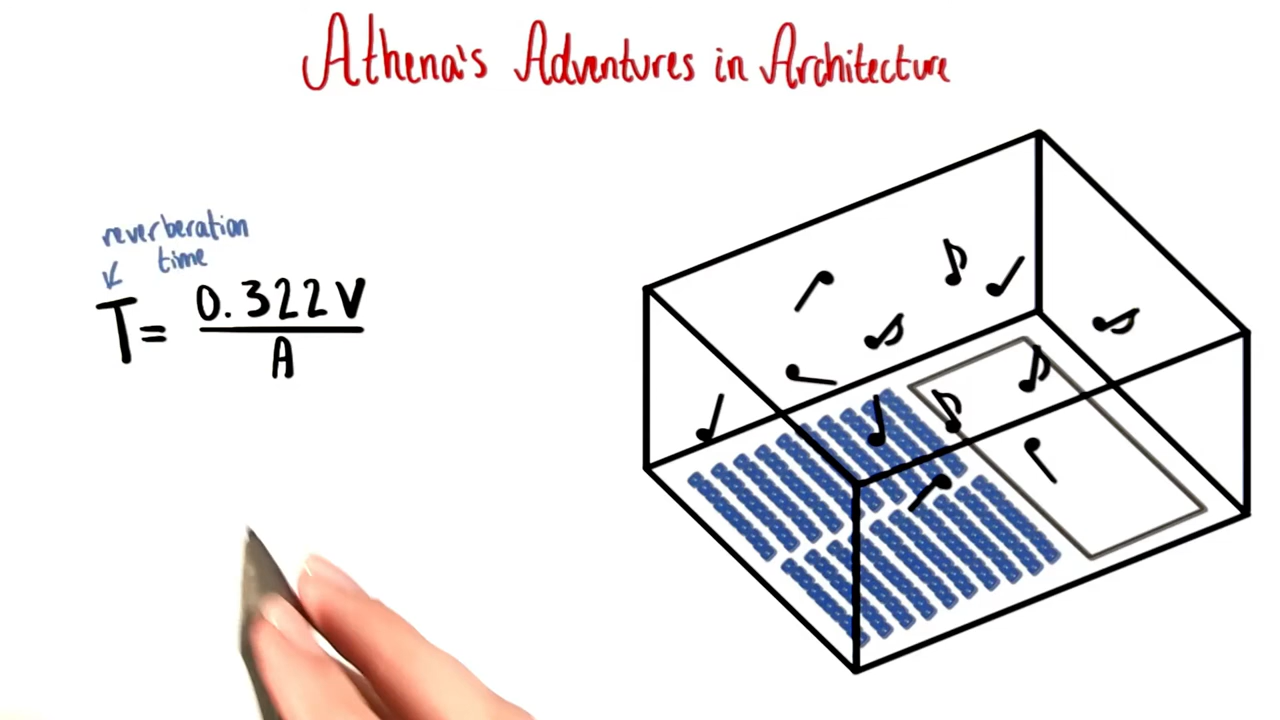 Athena's Adventures in Architecture
reverberation
time
T = 0.322V
A